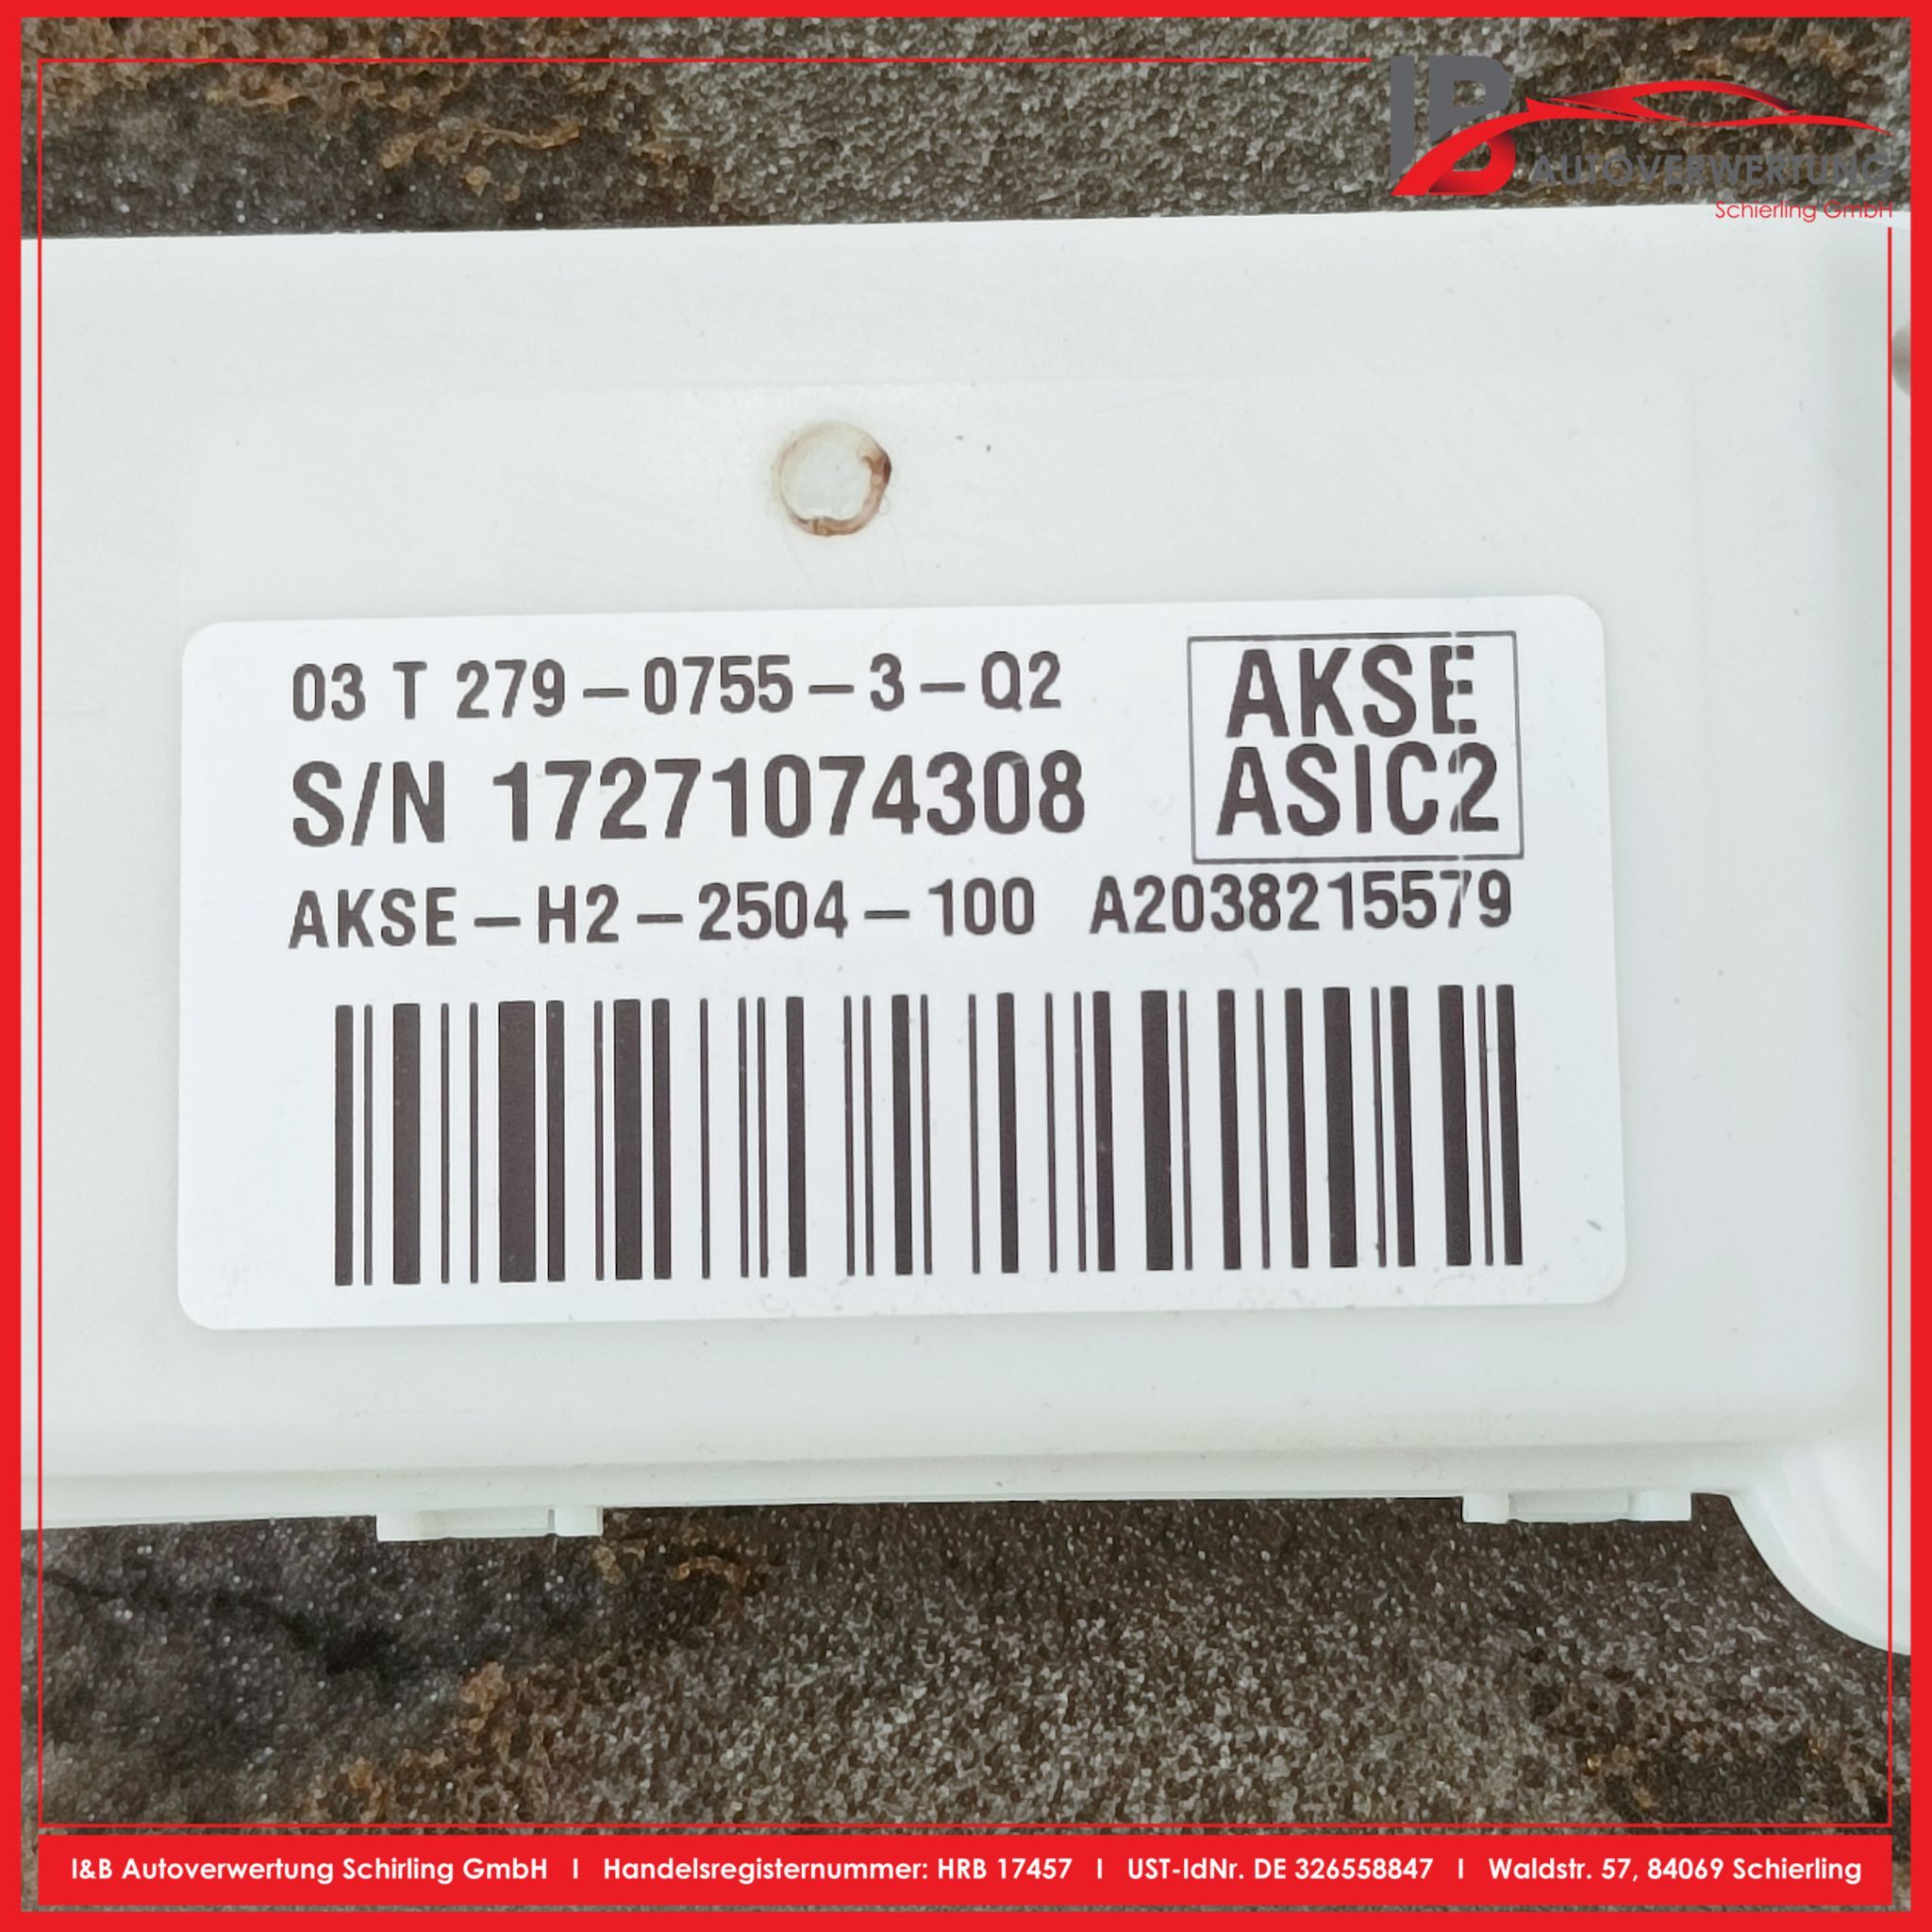 IB AUTOVERWERTUNG
Schierling GmbH
03 T 279-0755-3-Q2
S/N 17271074308
AKSE-H2-2504-100 A2038215579
AKSE
ASIC2
I&B Autoverwertung Schirling GmbH I Handelsregisternummer: HRB 17457 I UST-IdNr. DE 326558847 I Waldstr. 57, 84069 Schierling